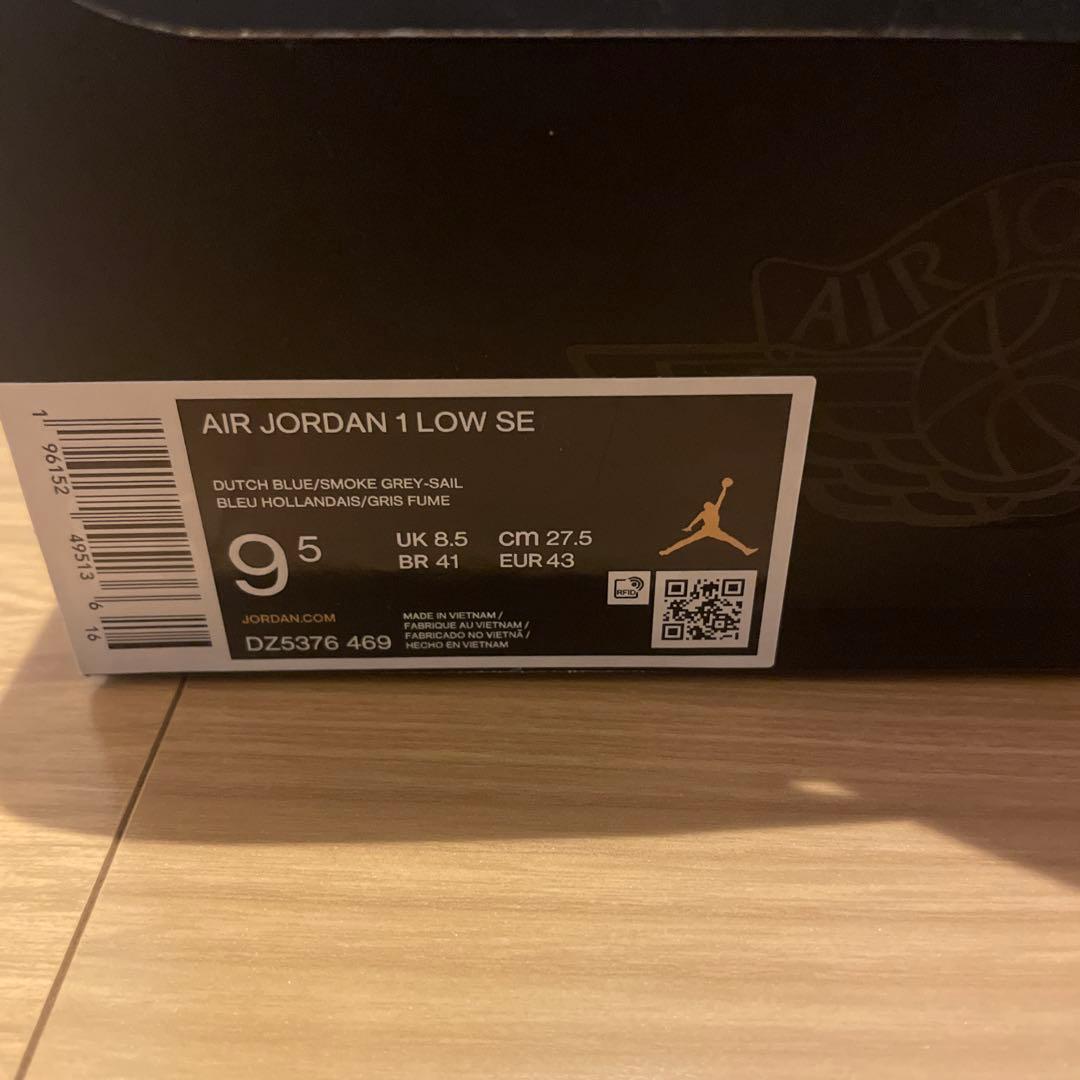 AIR JO
AIR JORDAN 1 LOW SE
DUTCH BLUE/SMOKE GREY-SAIL
BLEU HOLLANDAIS/GRIS FUME
9 5
UK 8.5 cm 27.5
BR 41 EUR 43
RFID
JORDAN.COM
DZ5376 469
MADE IN VIETNAM /
FABRIQUE AU VIETNAM /
FABRICADO NO VIETNÃ /
HECHO EN VIETNAM
1 96152 49513 6 16